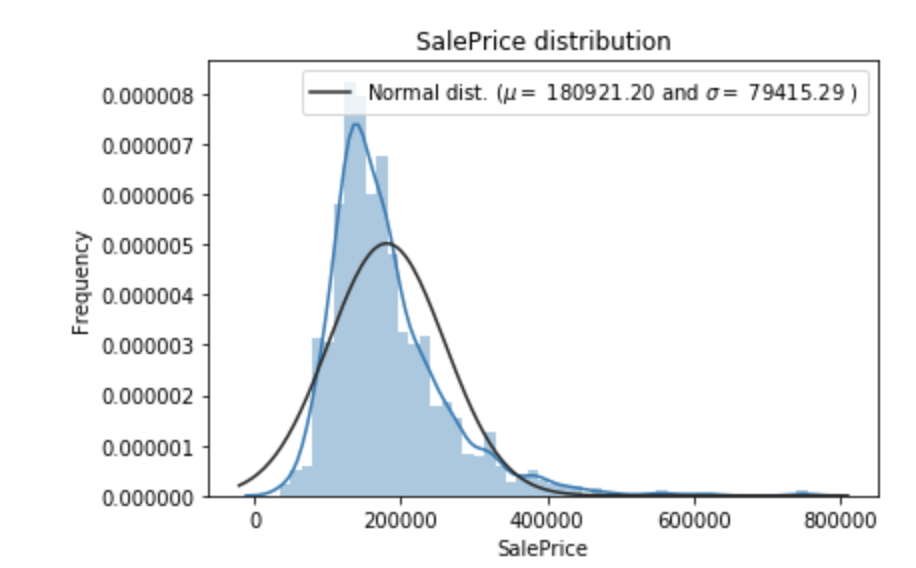 SalePrice distribution
Normal dist. (μ = 180921.20 and σ = 79415.29 )
0.000008
0.000007
0.000006
0.000005
0.000004
0.000003
0.000002
0.000001
0.000000
Frequency
0 200000 400000 600000 800000
SalePrice